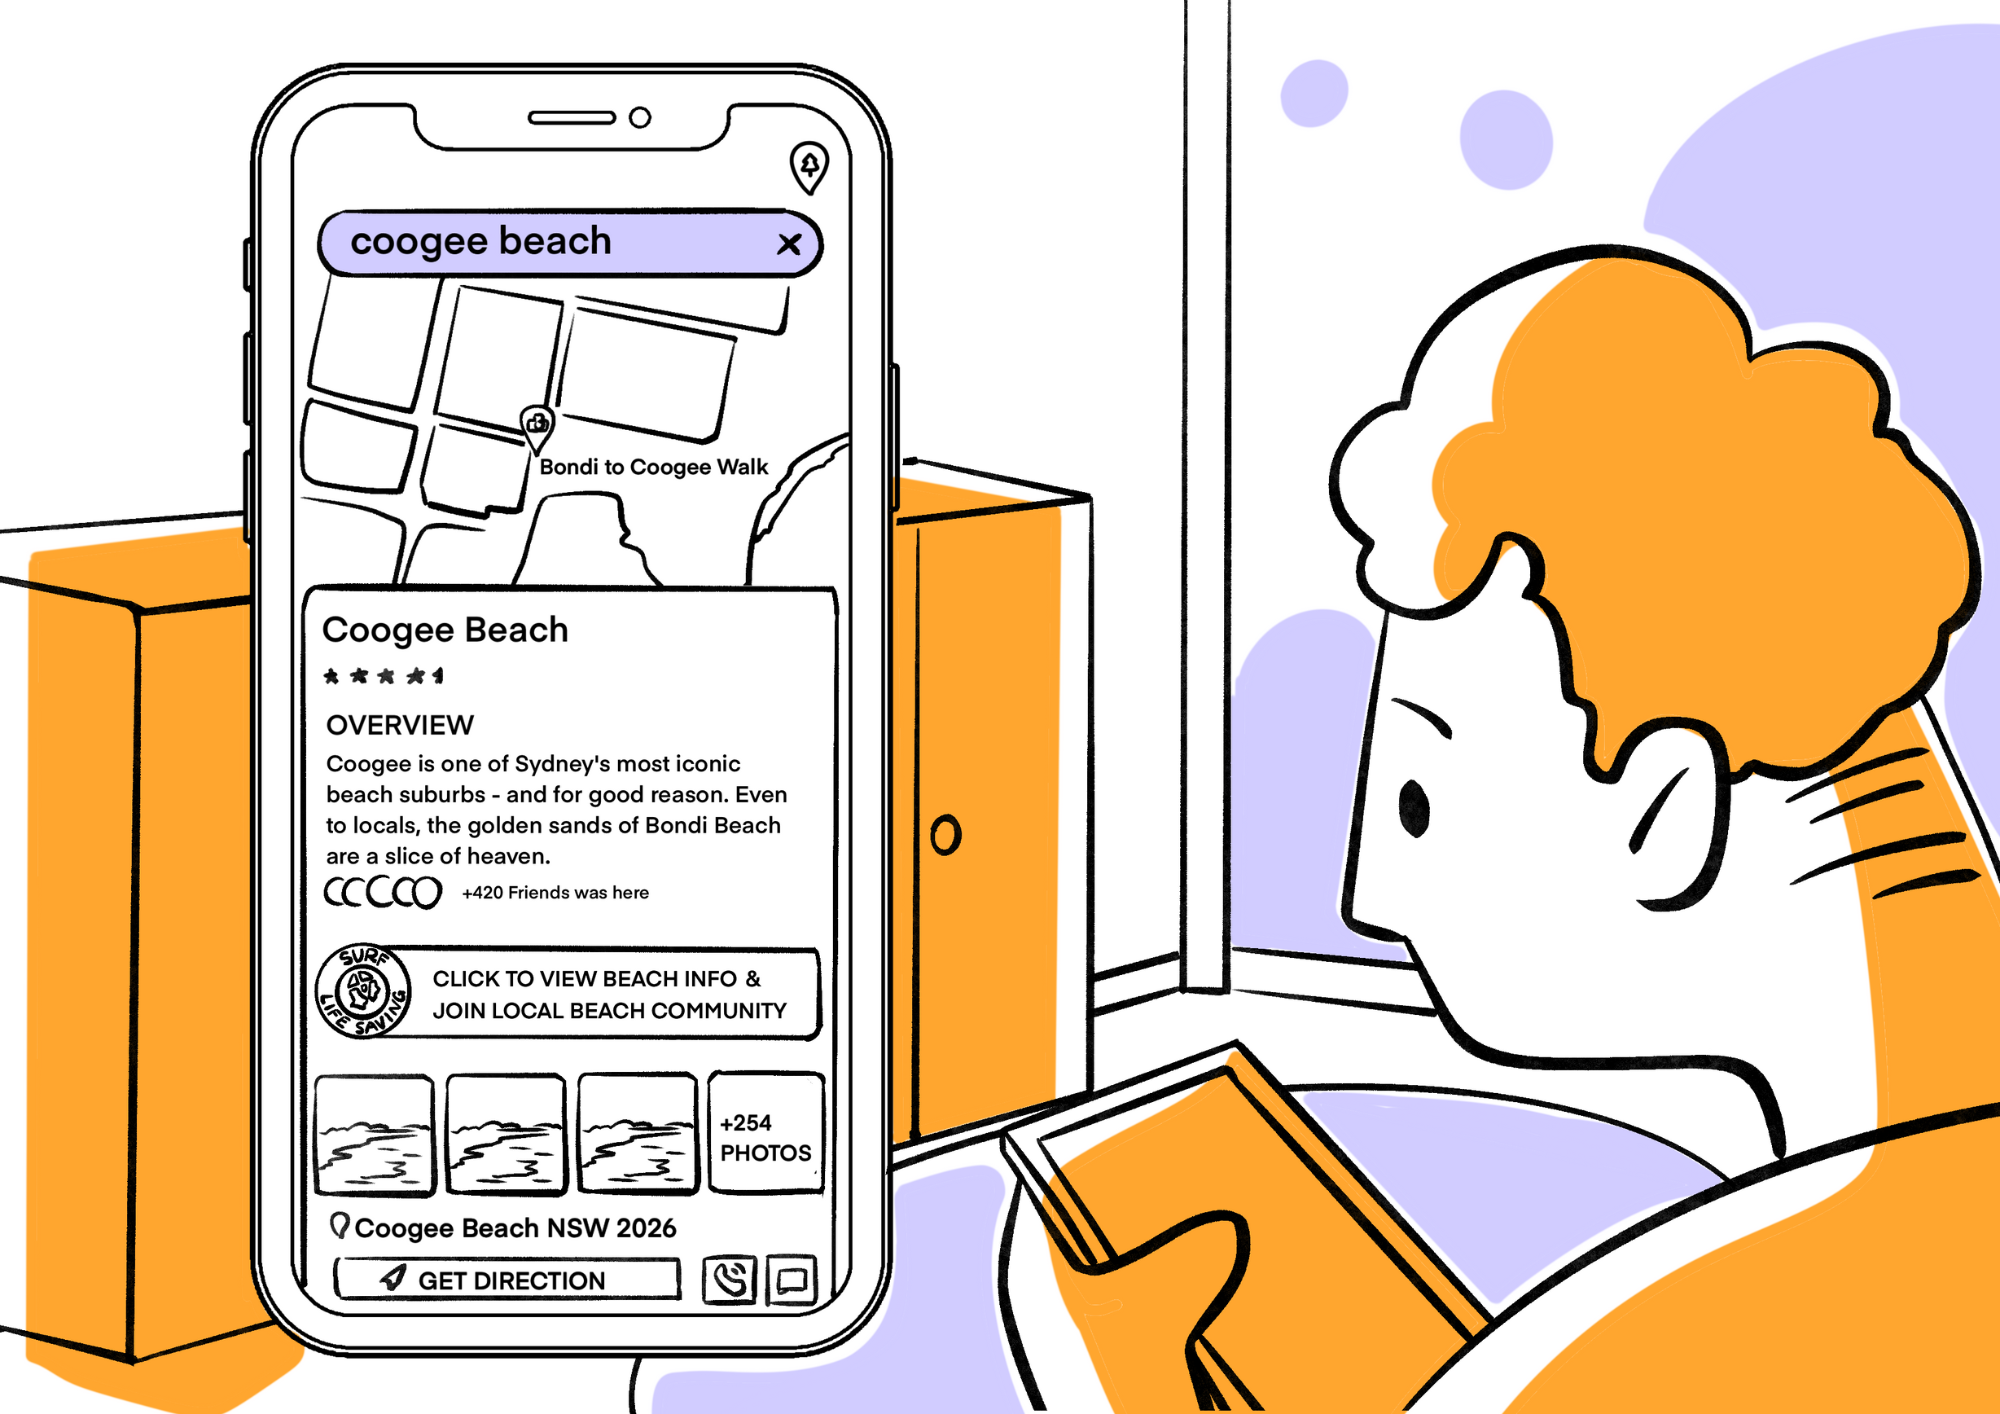 coogee beach
Bondi to Coogee Walk
Coogee Beach
OVERVIEW
Coogee is one of Sydney's most iconic
beach suburbs - and for good reason. Even
to locals, the golden sands of Bondi Beach
are a slice of heaven.
+420 Friends was here
SURF
LIFE SAVING
CLICK TO VIEW BEACH INFO &
JOIN LOCAL BEACH COMMUNITY
+254
PHOTOS
Coogee Beach NSW 2026
GET DIRECTION